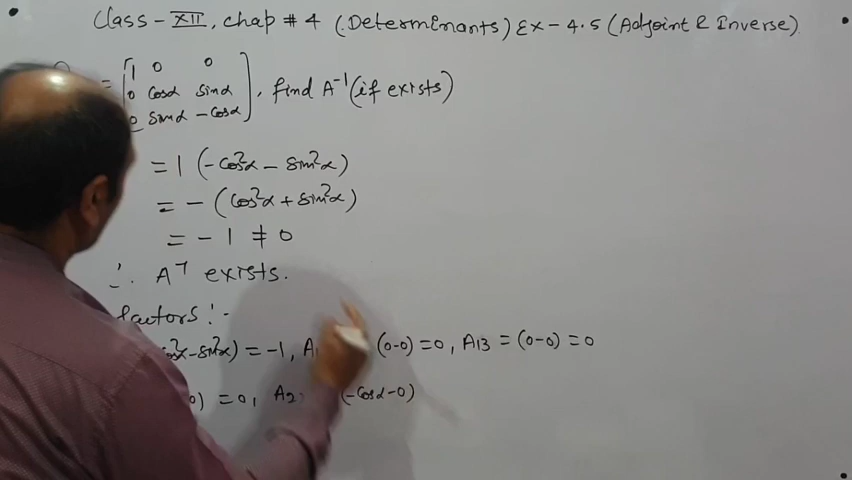 Class - XII, chap # 4 (Determenants) Ex - 4.5 (Adjoint & Inverse)
= [1 0 0
0 cosα sinα
0 sinα -cosα], find A⁻¹ (if exists)
= 1 (-cos²α - sin²α)
= - (cos²α + sin²α)
= -1 ≠ 0
∴ A⁻¹ exists.
factors :-
cos²α - sin²α) = -1, (0-0) = 0, A13 = (0-0) = 0
0) = 0, (-cosα - 0)